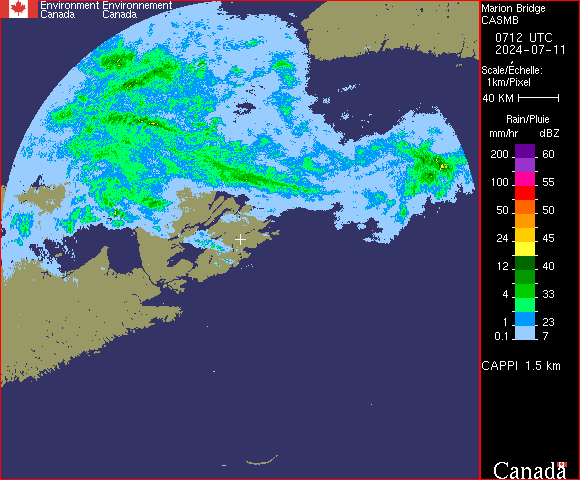 Environment Environnement
Canada Canada
Marion Bridge
CASMB
0712 UTC
2024-07-11
Scale/Échelle:
1km/Pixel
40 KM
Rain/Pluie
mm/hr dBZ
200 60
100 55
50 50
24 45
12 40
4 33
1 23
0.1 7
CAPPI 1.5 km
Canada